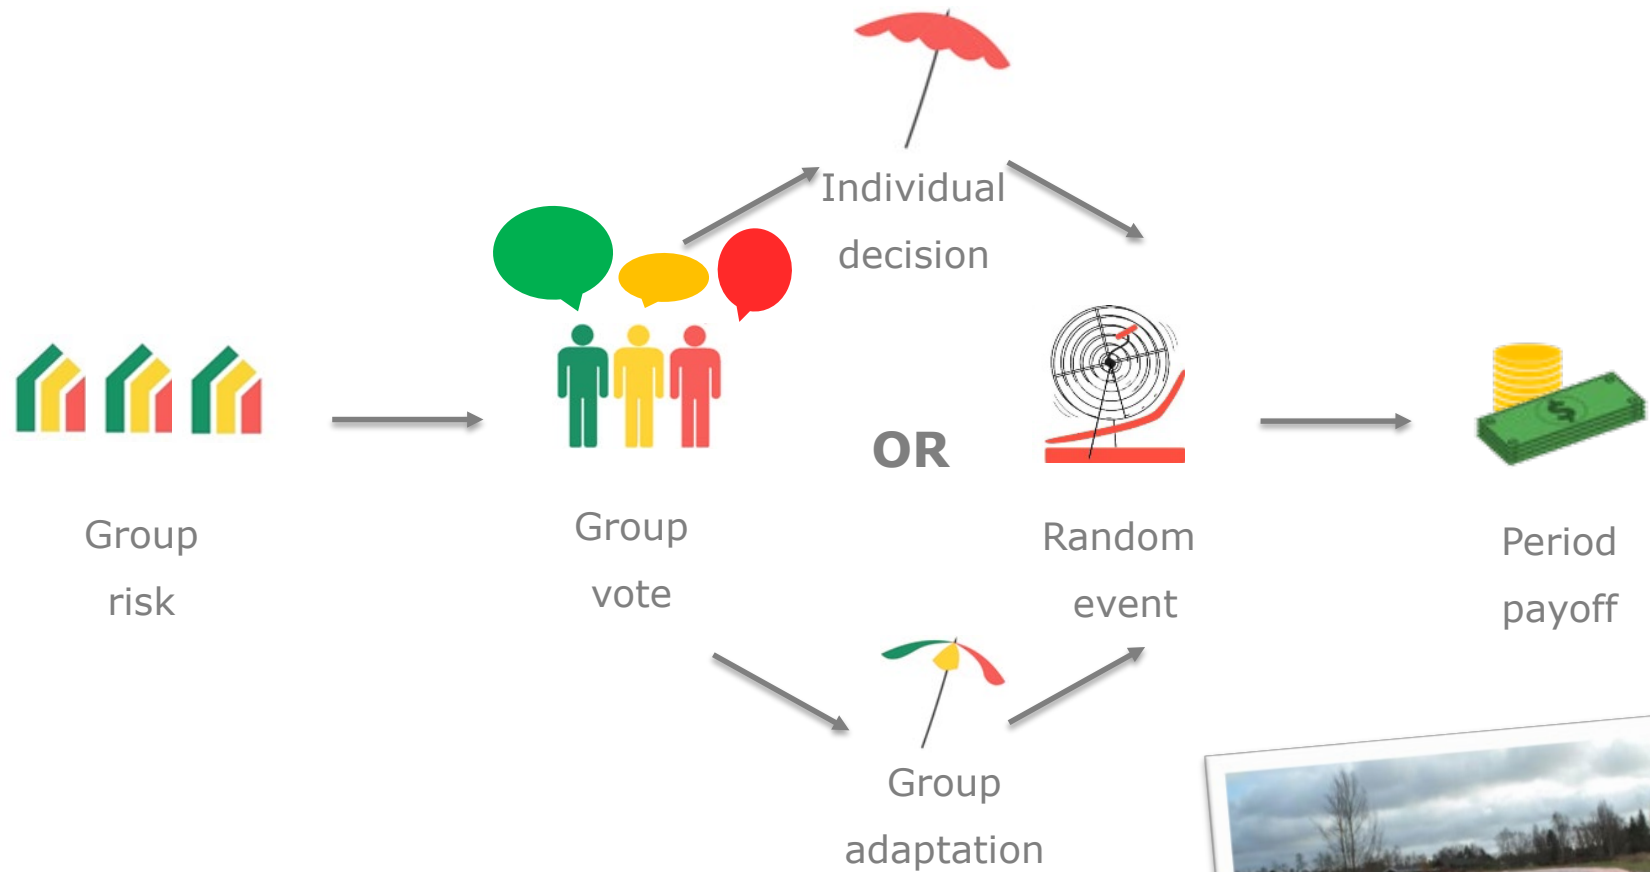 Individual
decision
OR
Group
risk
Group
vote
Random
event
Period
payoff
Group
adaptation